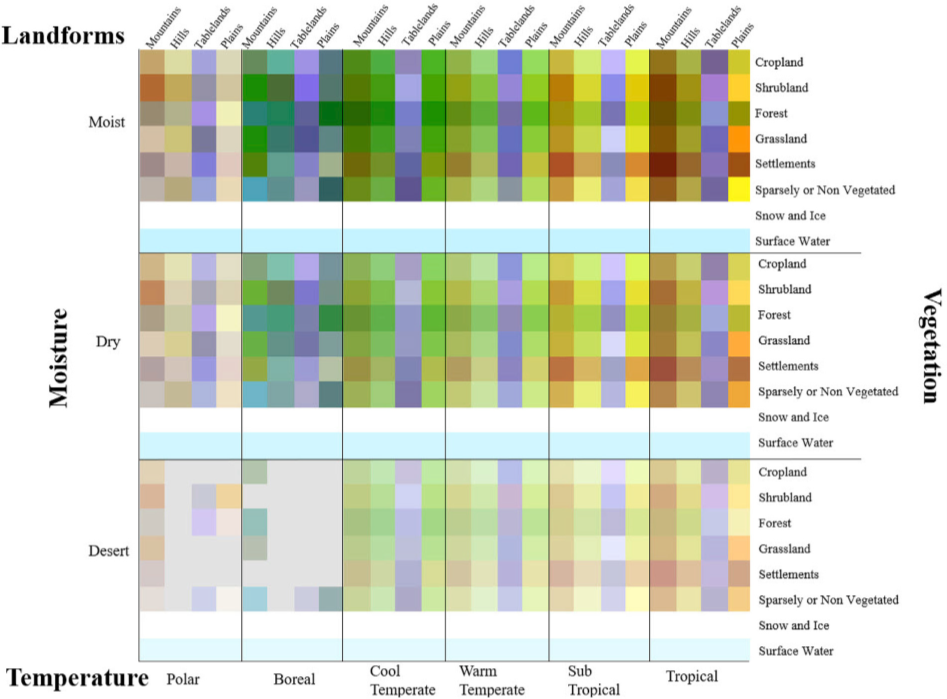 Landforms
Mountains Hills Tablelands Plains Mountains Hills Tablelands Plains Mountains Hills Tablelands Plains Mountains Hills Tablelands Plains Mountains Hills Tablelands Plains Mountains Hills Tablelands Plains
Moist
Cropland
Shrubland
Forest
Grassland
Settlements
Sparsely or Non Vegetated
Snow and Ice
Surface Water
Moisture
Vegetation
Dry
Cropland
Shrubland
Forest
Grassland
Settlements
Sparsely or Non Vegetated
Snow and Ice
Surface Water
Desert
Cropland
Shrubland
Forest
Grassland
Settlements
Sparsely or Non Vegetated
Snow and Ice
Surface Water
Temperature Polar Boreal Cool Warm Sub Tropical
Temperate Temperate Tropical